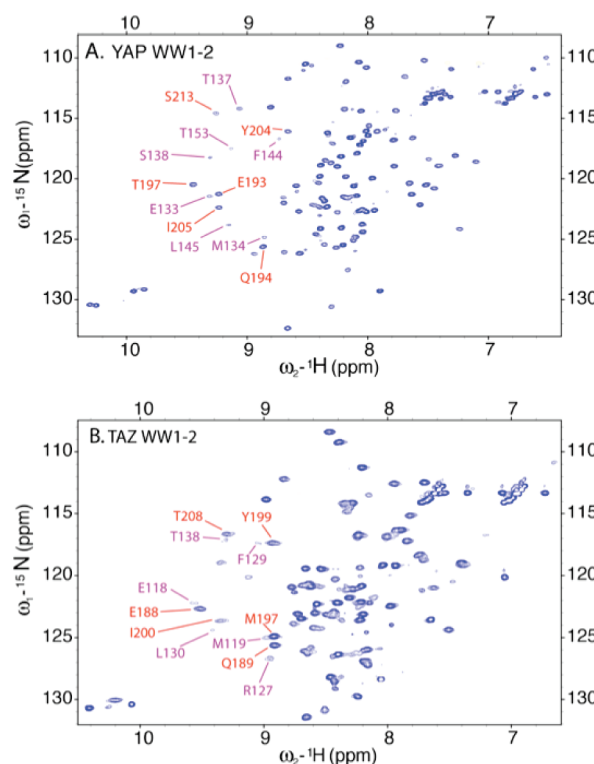 10 9 8 7
A. YAP WW1-2
110 110
T137
S213
115 115
T153
Y204
S138
F144
T197
E193
120 120
E133
I205
L145
M134
125 125
Q194
130 130
10 9 8 7
ω₁-¹⁵N(ppm)
ω₂-¹H (ppm)
10 9 8 7
B. TAZ WW1-2
110 110
115 115
T208
Y199
T138
F129
120 120
E118
E188
M197
I200
125 125
L130
M119
Q189
R127
130 130
10 9 8 7
ω₁-¹⁵N (ppm)
ω₂-¹H (ppm)